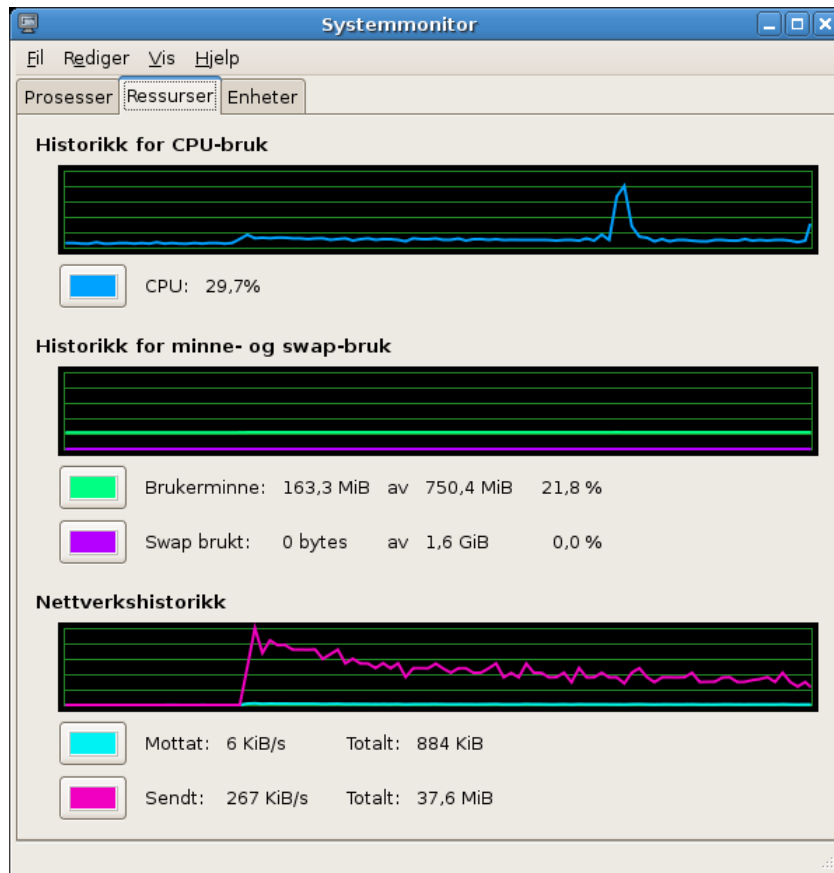 Systemmonitor
Fil Rediger Vis Hjelp
Prosesser Ressurser Enheter
Historikk for CPU-bruk
CPU: 29,7%
Historikk for minne- og swap-bruk
Brukerminne: 163,3 MiB av 750,4 MiB 21,8 %
Swap brukt: 0 bytes av 1,6 GiB 0,0 %
Nettverkshistorikk
Mottat: 6 KiB/s Totalt: 884 KiB
Sendt: 267 KiB/s Totalt: 37,6 MiB